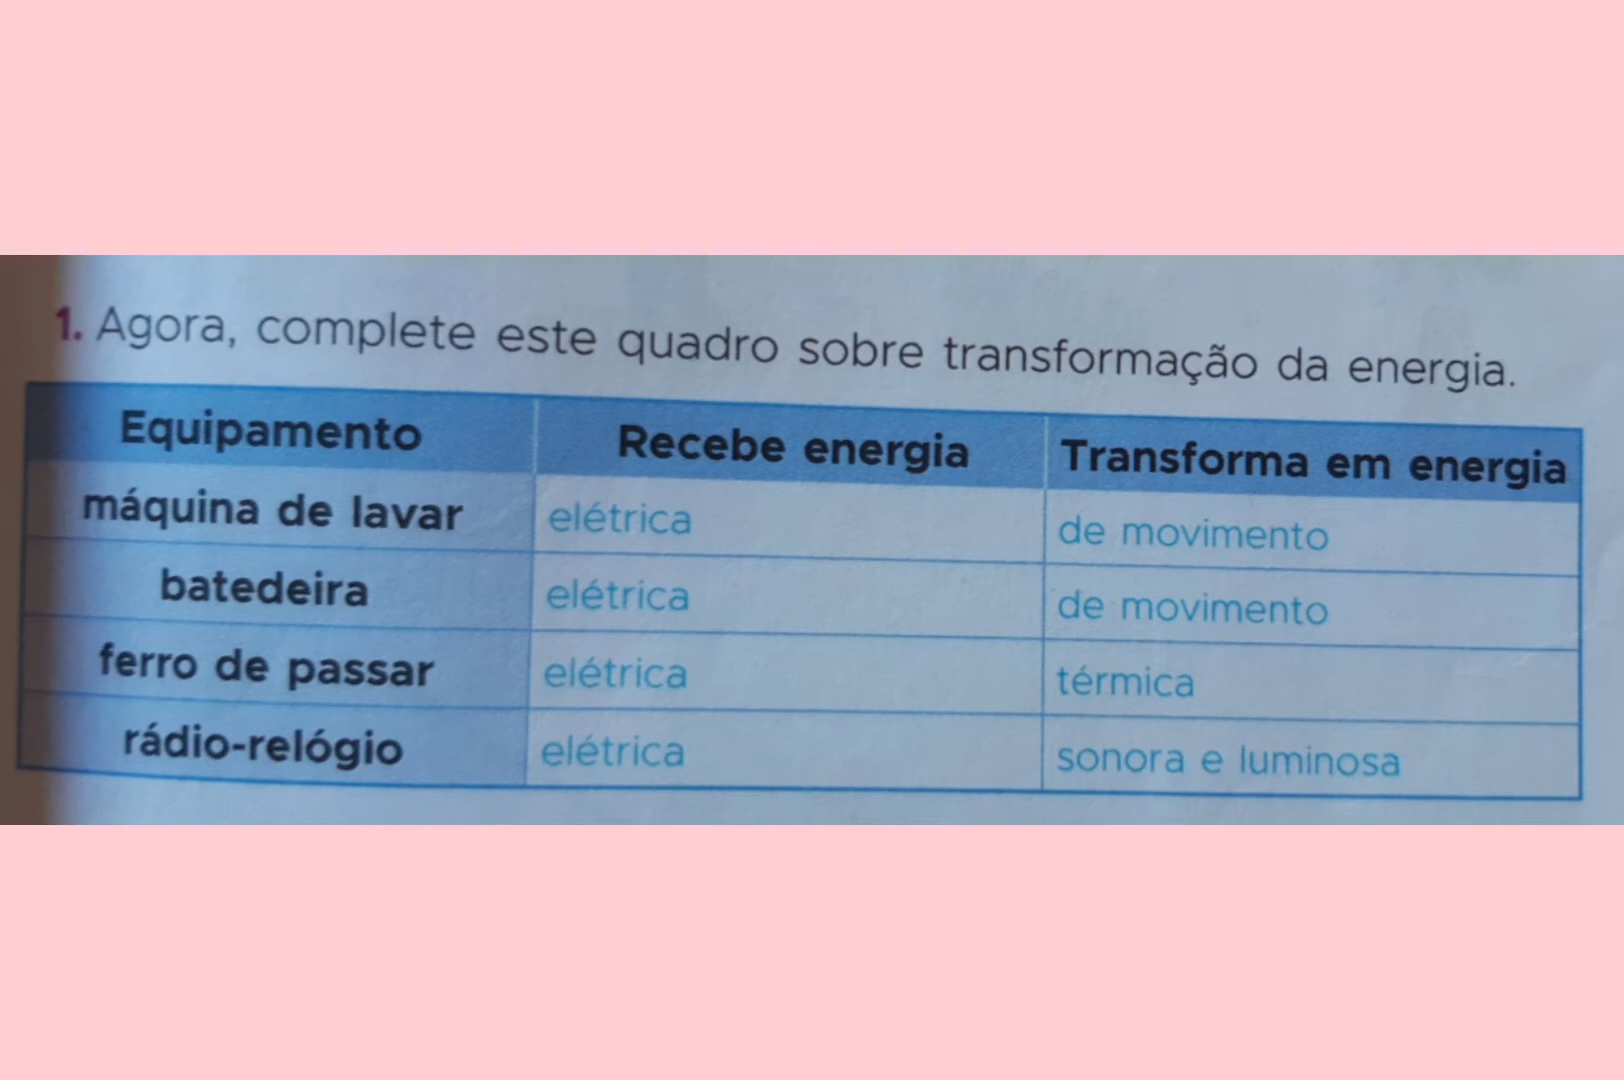 1. Agora, complete este quadro sobre transformação da energia.
Equipamento Recebe energia Transforma em energia
máquina de lavar elétrica de movimento
batedeira elétrica de movimento
ferro de passar elétrica térmica
rádio-relógio elétrica sonora e luminosa